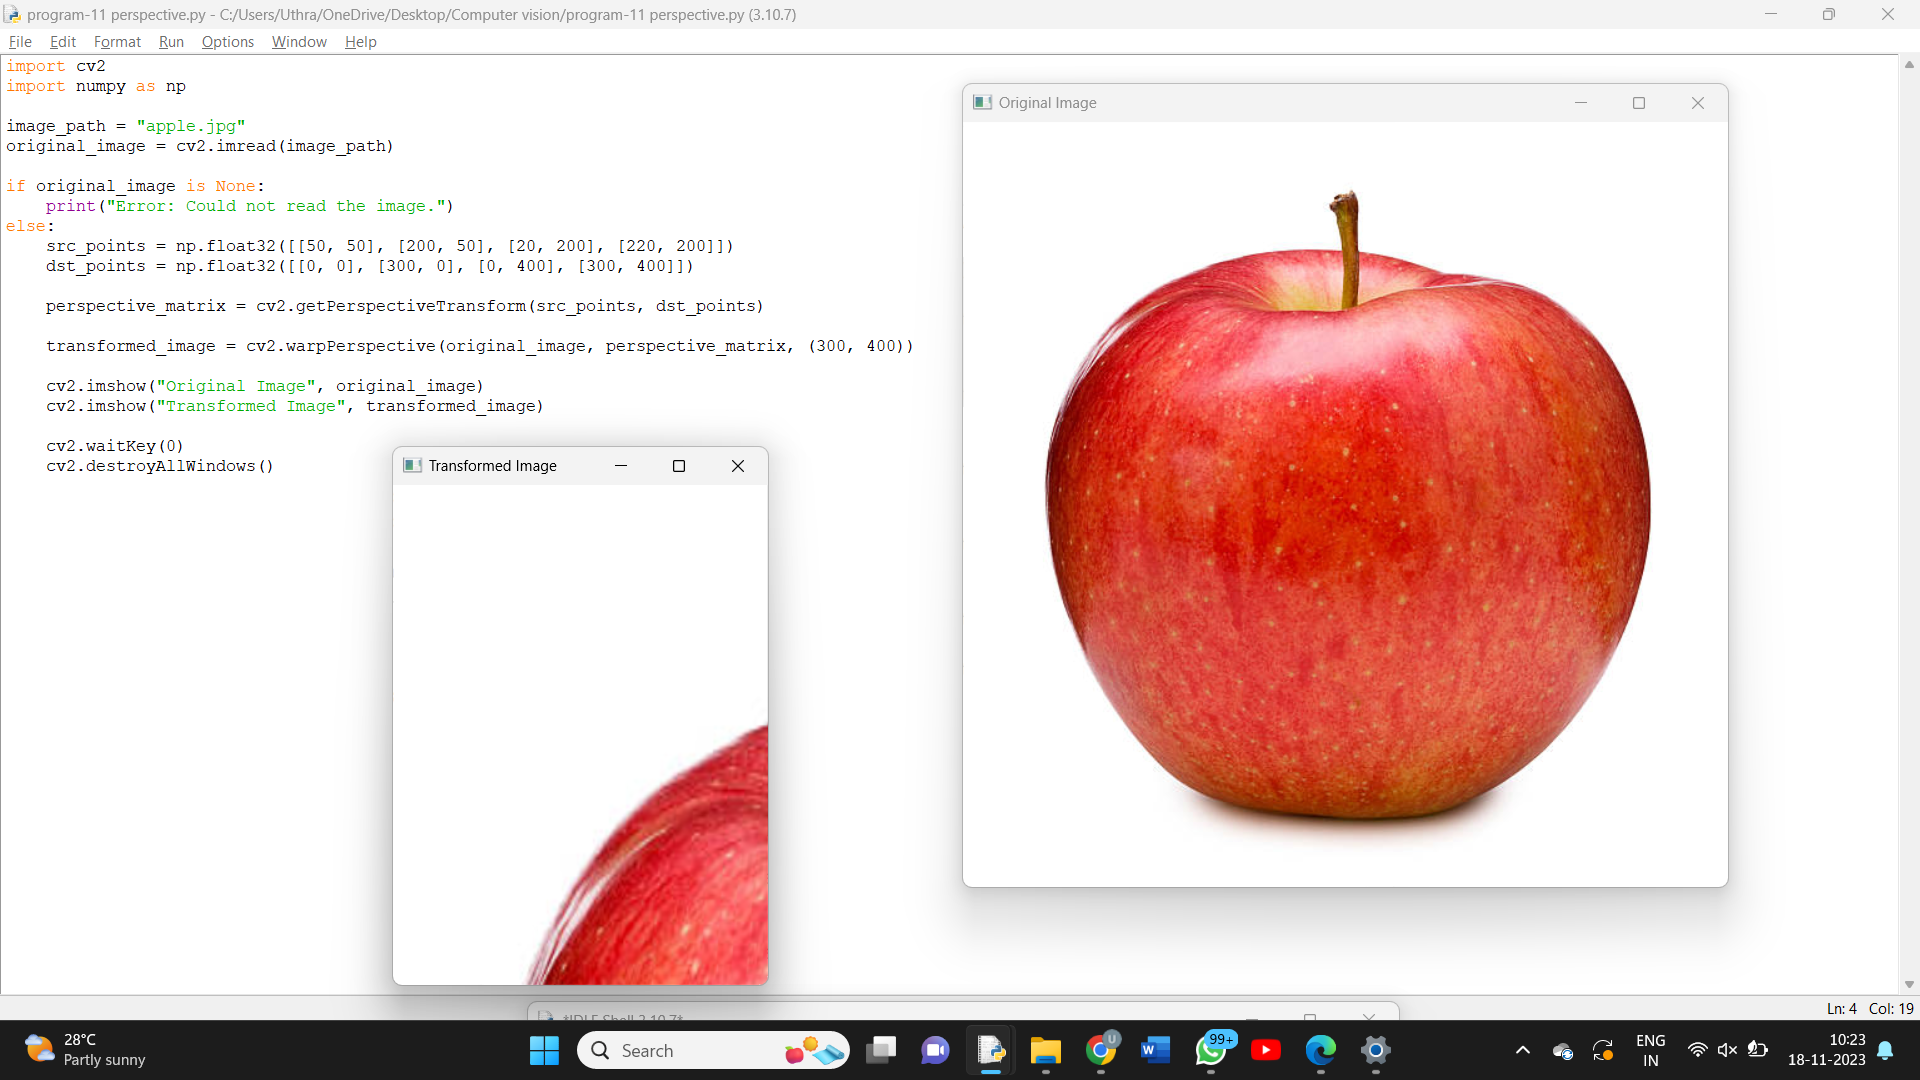 program-11 perspective.py - C:/Users/Uthra/OneDrive/Desktop/Computer vision/program-11 perspective.py (3.10.7)
File Edit Format Run Options Window Help
import cv2
import numpy as np

image_path = "apple.jpg"
original_image = cv2.imread(image_path)

if original_image is None:
    print("Error: Could not read the image.")
else:
    src_points = np.float32([[50, 50], [200, 50], [20, 200], [220, 200]])
    dst_points = np.float32([[0, 0], [300, 0], [0, 400], [300, 400]])

    perspective_matrix = cv2.getPerspectiveTransform(src_points, dst_points)

    transformed_image = cv2.warpPerspective(original_image, perspective_matrix, (300, 400))

    cv2.imshow("Original Image", original_image)
    cv2.imshow("Transformed Image", transformed_image)

    cv2.waitKey(0)
    cv2.destroyAllWindows()
Original Image
Transformed Image
*IDLE Shell 3.10.7*
Ln: 4 Col: 19
28°C
Partly sunny
Search
U
W
99+
ENG
IN
10:23
18-11-2023